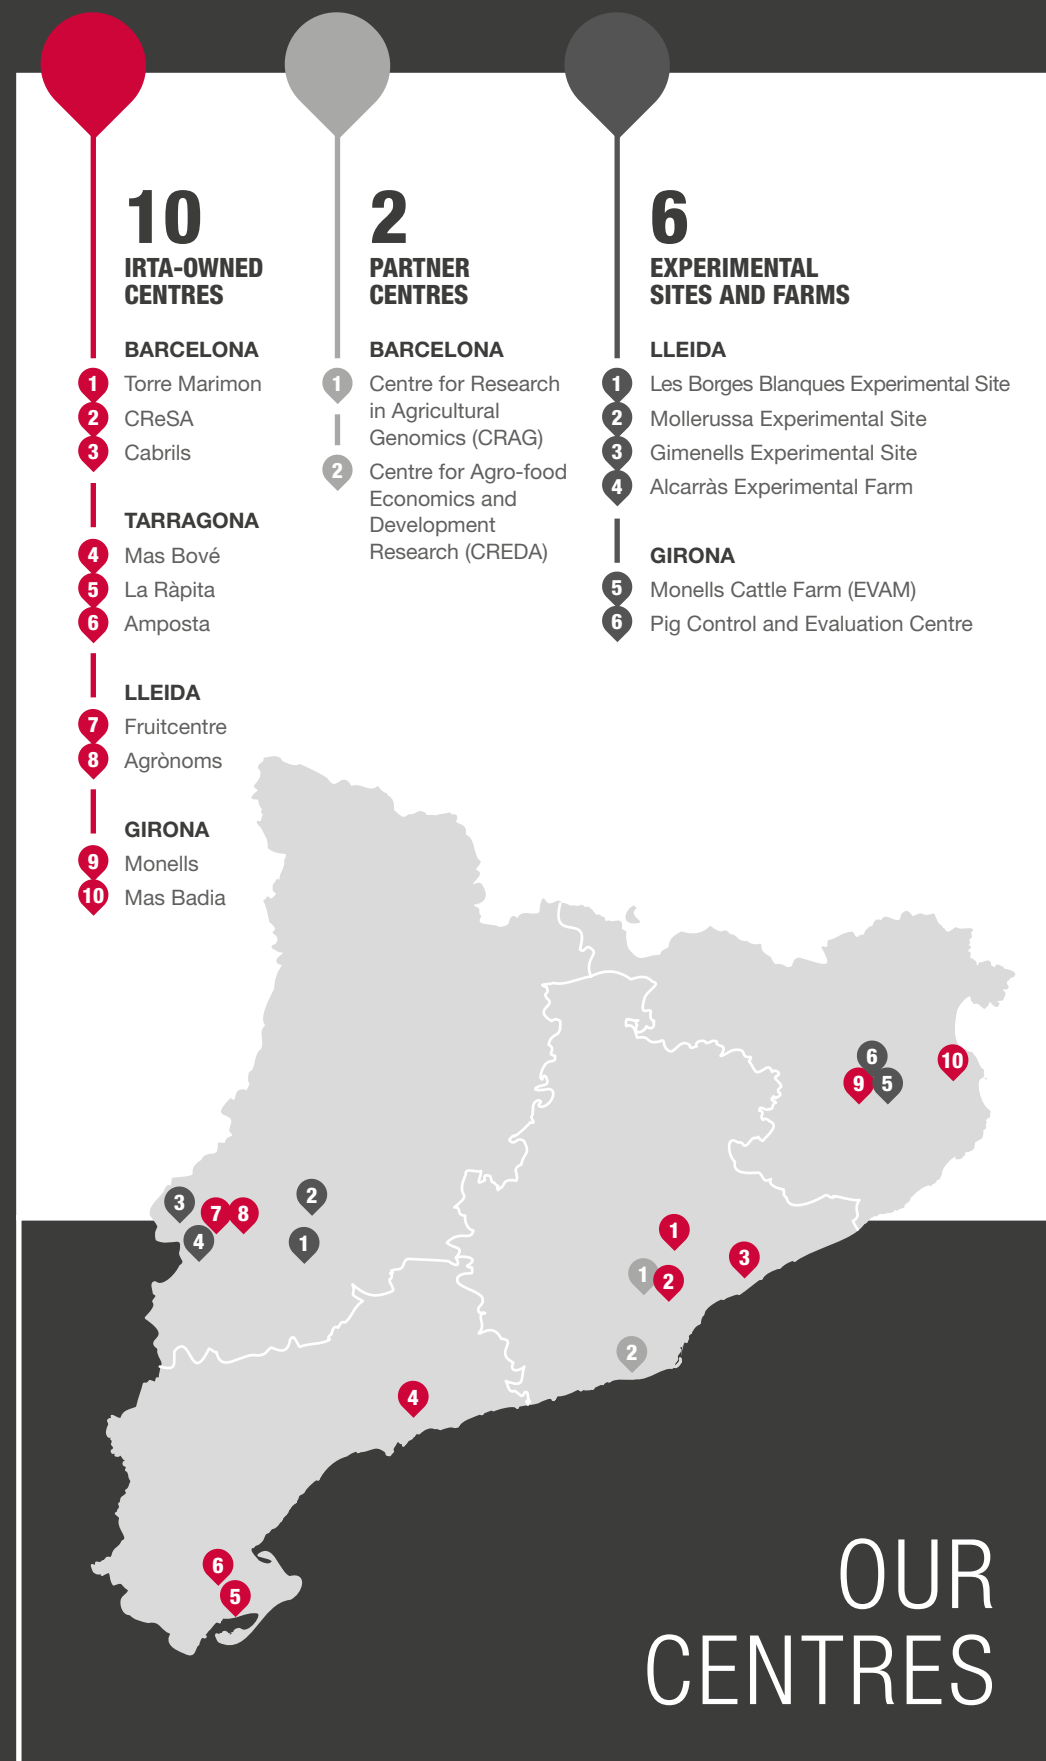 10
IRTA-OWNED
CENTRES
BARCELONA
1 Torre Marimon
2 CReSA
3 Cabrils
TARRAGONA
4 Mas Bové
5 La Ràpita
6 Amposta
LLEIDA
7 Fruitcentre
8 Agrònoms
GIRONA
9 Monells
10 Mas Badia
2
PARTNER
CENTRES
BARCELONA
1 Centre for Research
in Agricultural
Genomics (CRAG)
2 Centre for Agro-food
Economics and
Development
Research (CREDA)
6
EXPERIMENTAL
SITES AND FARMS
LLEIDA
1 Les Borges Blanques Experimental Site
2 Mollerussa Experimental Site
3 Gimenells Experimental Site
4 Alcarràs Experimental Farm
GIRONA
5 Monells Cattle Farm (EVAM)
6 Pig Control and Evaluation Centre
6
10
9 5
3
7 8
2
4
1
1
3
1 2
2
4
6
5
OUR
CENTRES